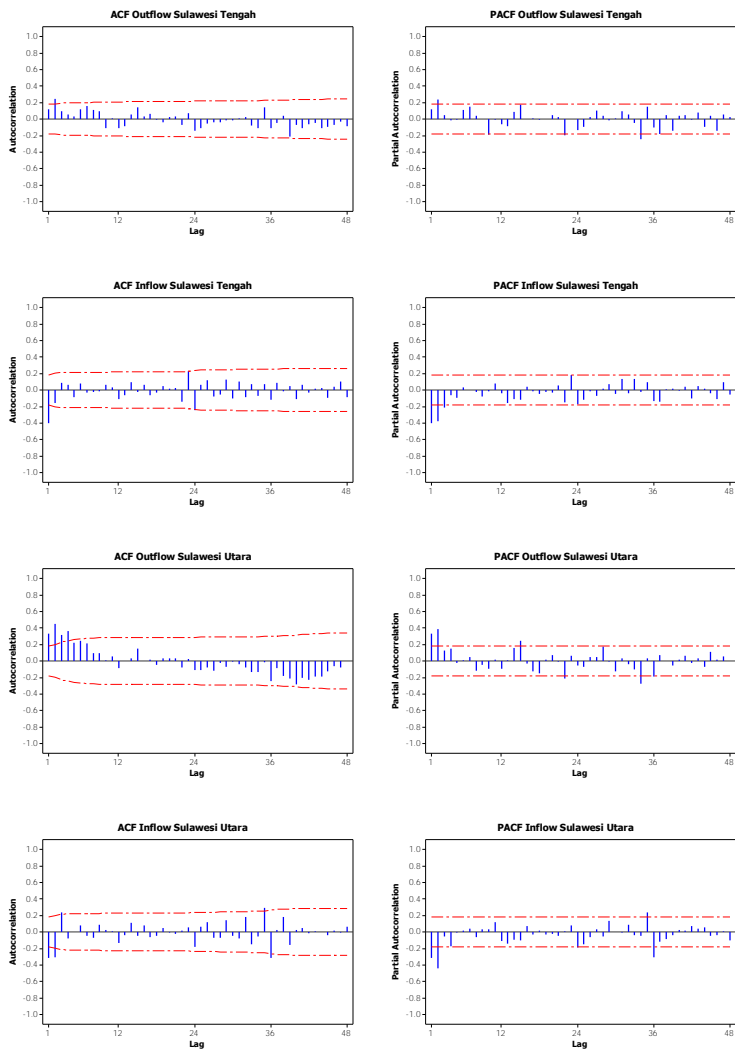 ACF Outflow Sulawesi Tengah
1.0
0.8
0.6
0.4
0.2
0.0
-0.2
-0.4
-0.6
-0.8
-1.0
Autocorrelation
1 12 24 36 48
Lag
PACF Outflow Sulawesi Tengah
1.0
0.8
0.6
0.4
0.2
0.0
-0.2
-0.4
-0.6
-0.8
-1.0
Partial Autocorrelation
1 12 24 36 48
Lag
ACF Inflow Sulawesi Tengah
1.0
0.8
0.6
0.4
0.2
0.0
-0.2
-0.4
-0.6
-0.8
-1.0
Autocorrelation
1 12 24 36 48
Lag
PACF Inflow Sulawesi Tengah
1.0
0.8
0.6
0.4
0.2
0.0
-0.2
-0.4
-0.6
-0.8
-1.0
Partial Autocorrelation
1 12 24 36 48
Lag
ACF Outflow Sulawesi Utara
1.0
0.8
0.6
0.4
0.2
0.0
-0.2
-0.4
-0.6
-0.8
-1.0
Autocorrelation
1 12 24 36 48
Lag
PACF Outflow Sulawesi Utara
1.0
0.8
0.6
0.4
0.2
0.0
-0.2
-0.4
-0.6
-0.8
-1.0
Partial Autocorrelation
1 12 24 36 48
Lag
ACF Inflow Sulawesi Utara
1.0
0.8
0.6
0.4
0.2
0.0
-0.2
-0.4
-0.6
-0.8
-1.0
Autocorrelation
1 12 24 36 48
Lag
PACF Inflow Sulawesi Utara
1.0
0.8
0.6
0.4
0.2
0.0
-0.2
-0.4
-0.6
-0.8
-1.0
Partial Autocorrelation
1 12 24 36 48
Lag